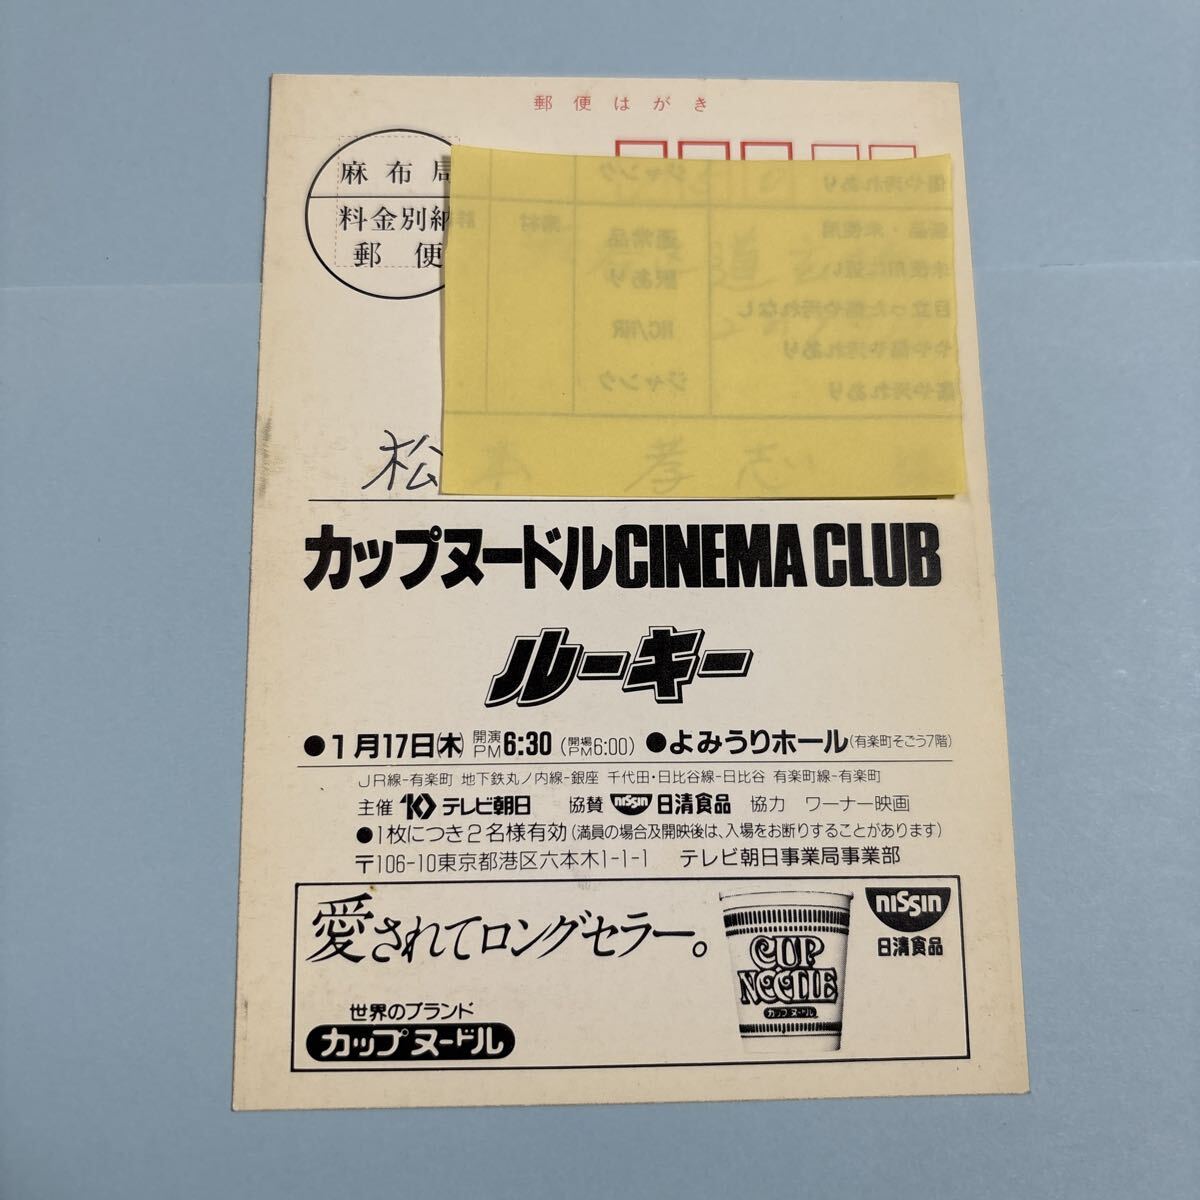 郵便はがき
麻布局
料金別納
郵便
松
カップヌードルCINEMA CLUB
ルーキー
●1月17日(木) 開演PM6:30 (開場PM6:00) ●よみうりホール(有楽町そごう7階)
JR線-有楽町 地下鉄丸ノ内線-銀座 千代田・日比谷線-日比谷 有楽町線-有楽町
主催 10 テレビ朝日 協賛 NISSIN 日清食品 協力 ワーナー映画
●1枚につき2名様有効(満員の場合及開映後は、入場をお断りすることがあります)
〒106-10東京都港区六本木1-1-1 テレビ朝日事業局事業部
愛されてロングセラー。
世界のブランド
カップヌードル
CUP
NOODLE
カップヌードル
NISSIN
日清食品